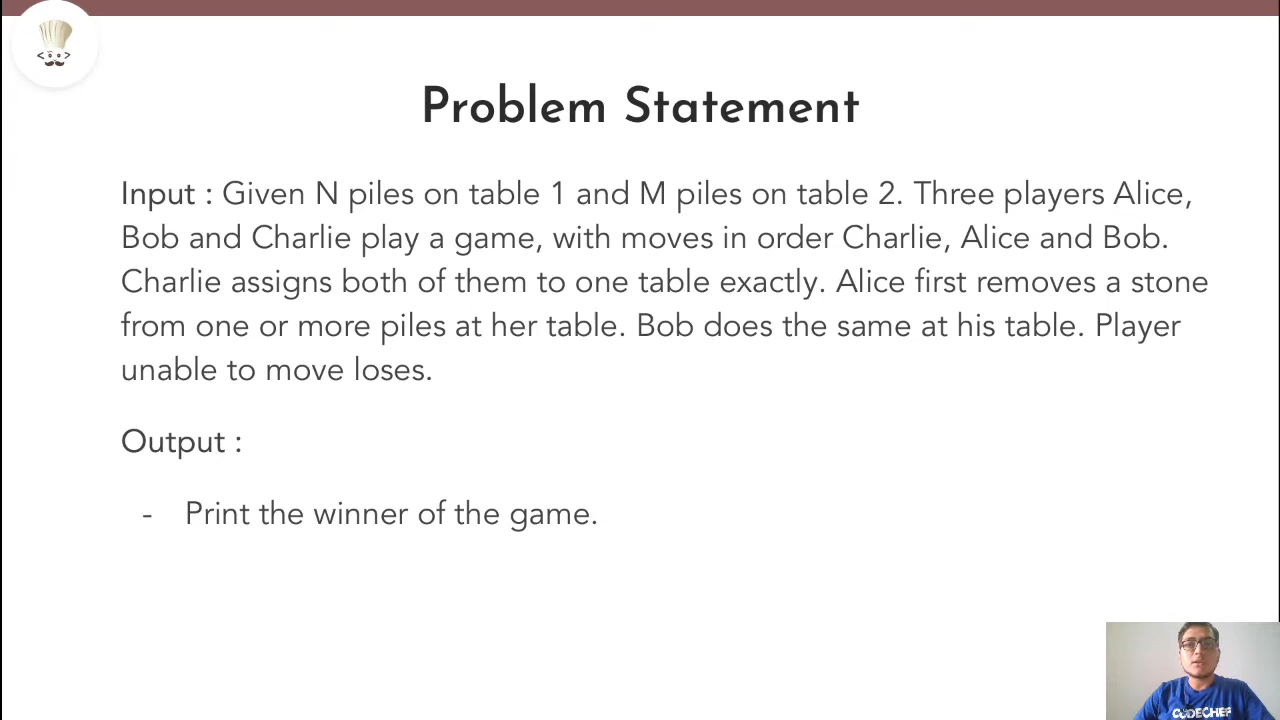 Problem Statement
Input : Given N piles on table 1 and M piles on table 2. Three players Alice,
Bob and Charlie play a game, with moves in order Charlie, Alice and Bob.
Charlie assigns both of them to one table exactly. Alice first removes a stone
from one or more piles at her table. Bob does the same at his table. Player
unable to move loses.
Output :
- Print the winner of the game.
CODECHEF